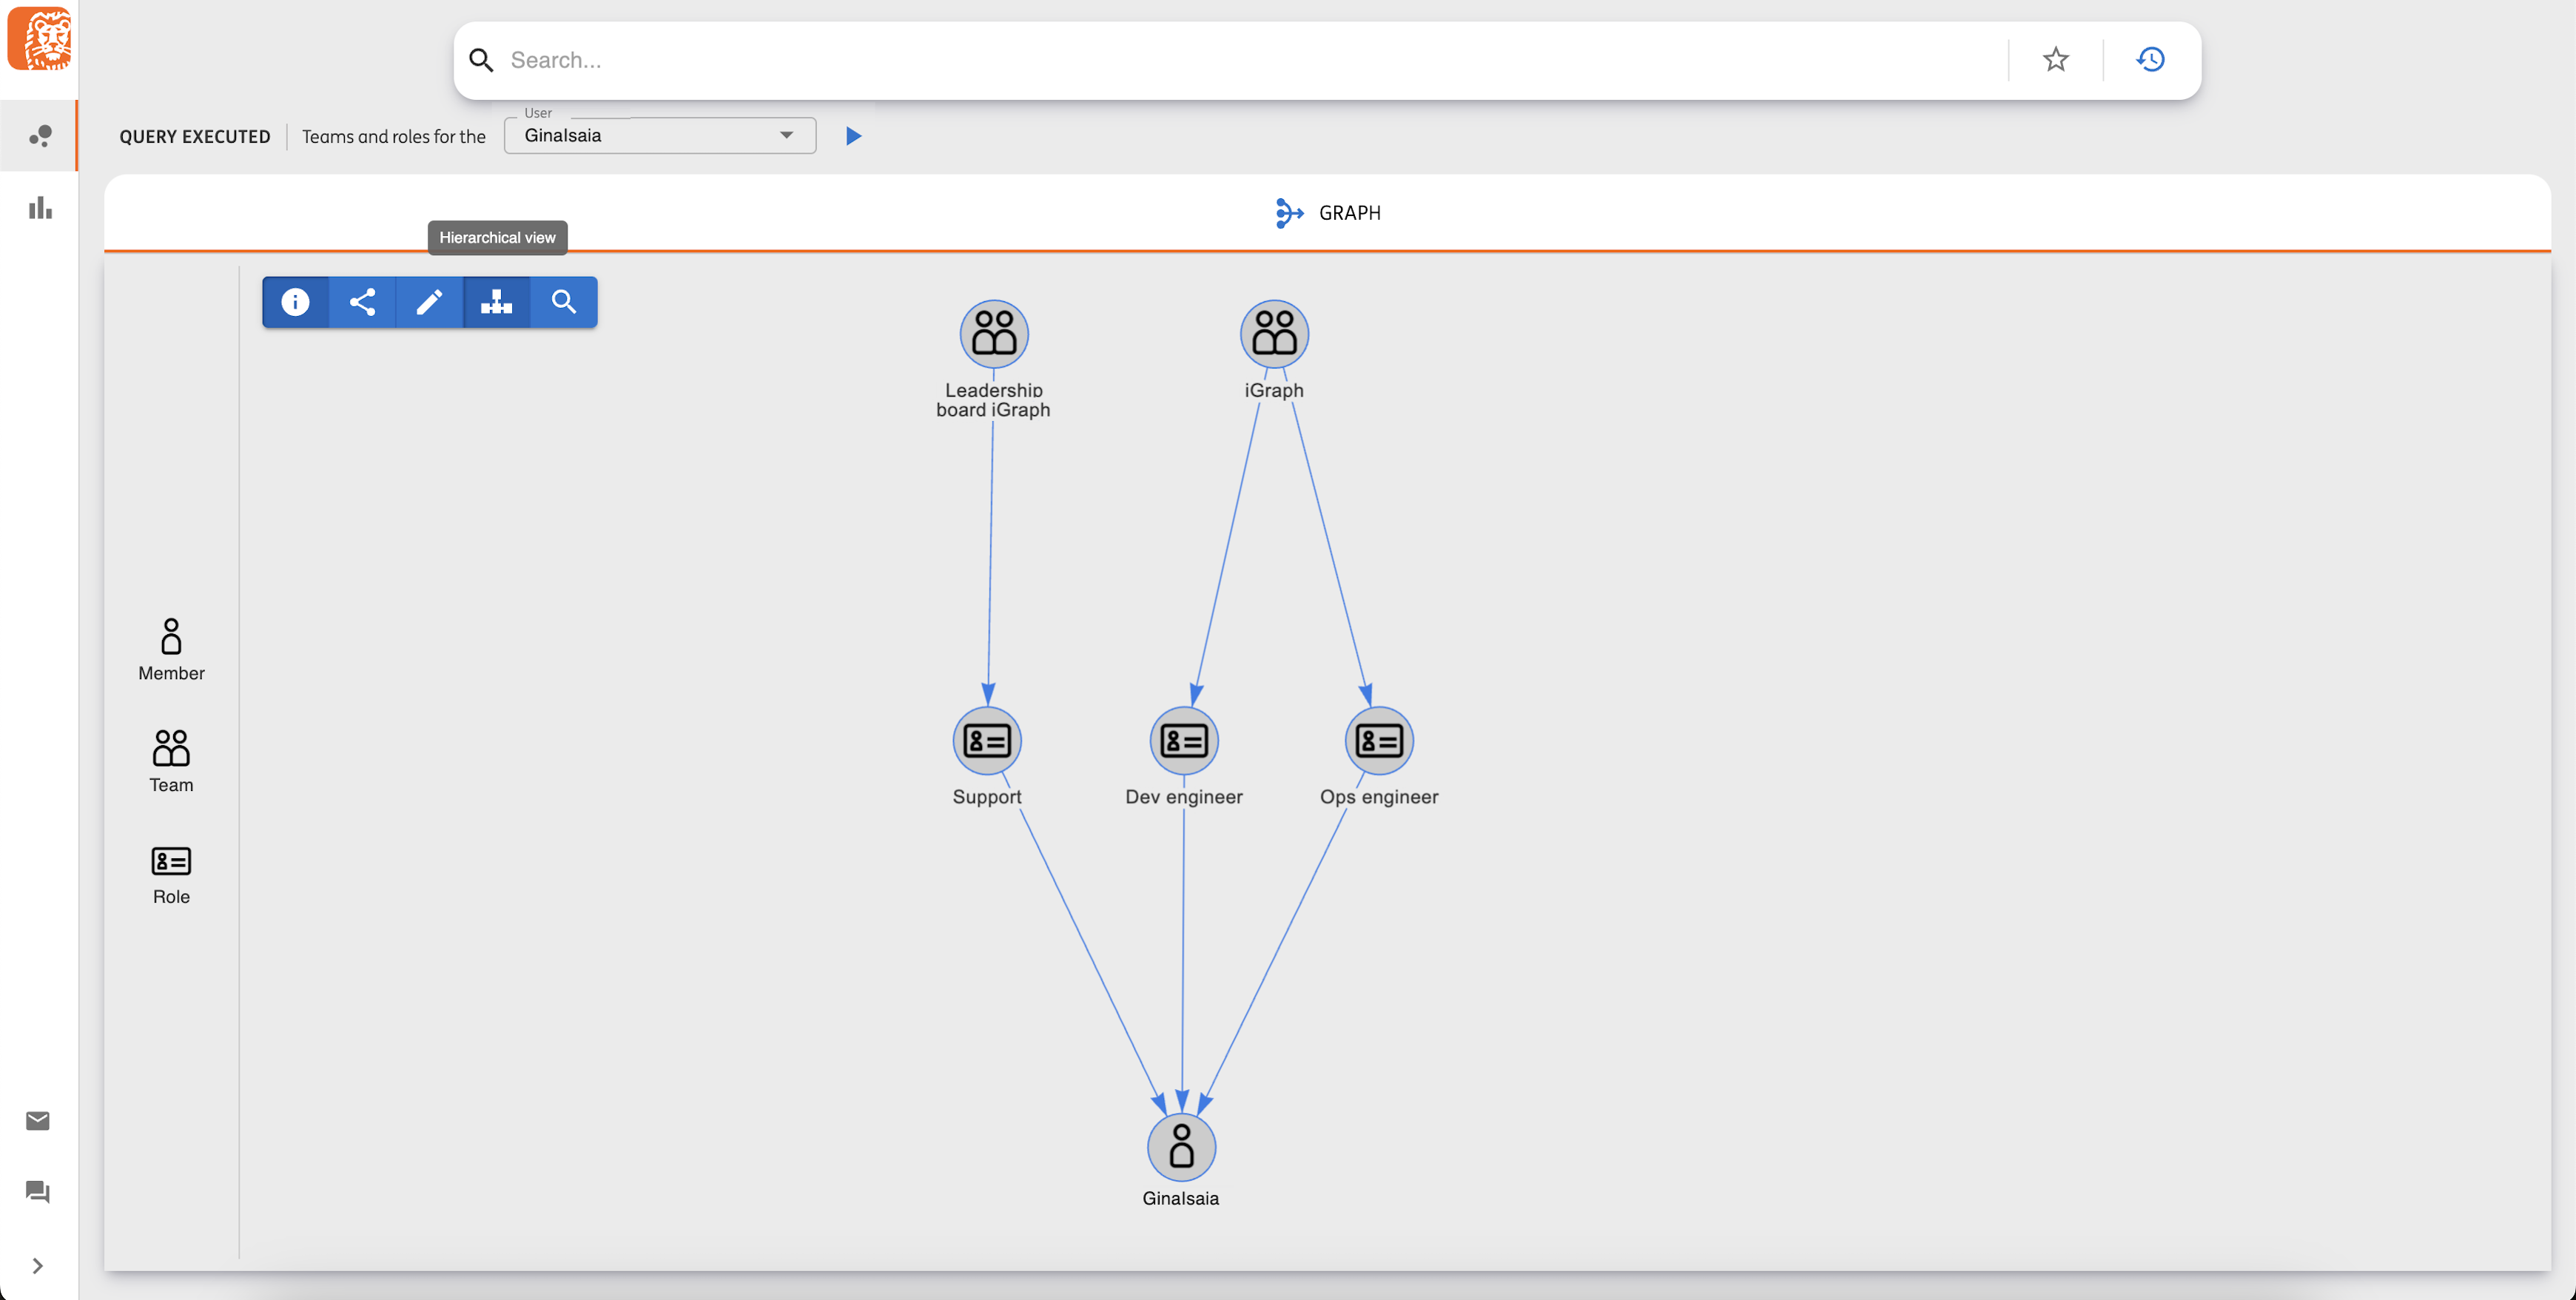 Search...
QUERY EXECUTED
Teams and roles for the
User
GinaIsaia
GRAPH
Hierarchical view
Leadership
board iGraph
iGraph
Member
Team
Role
Support
Dev engineer
Ops engineer
GinaIsaia